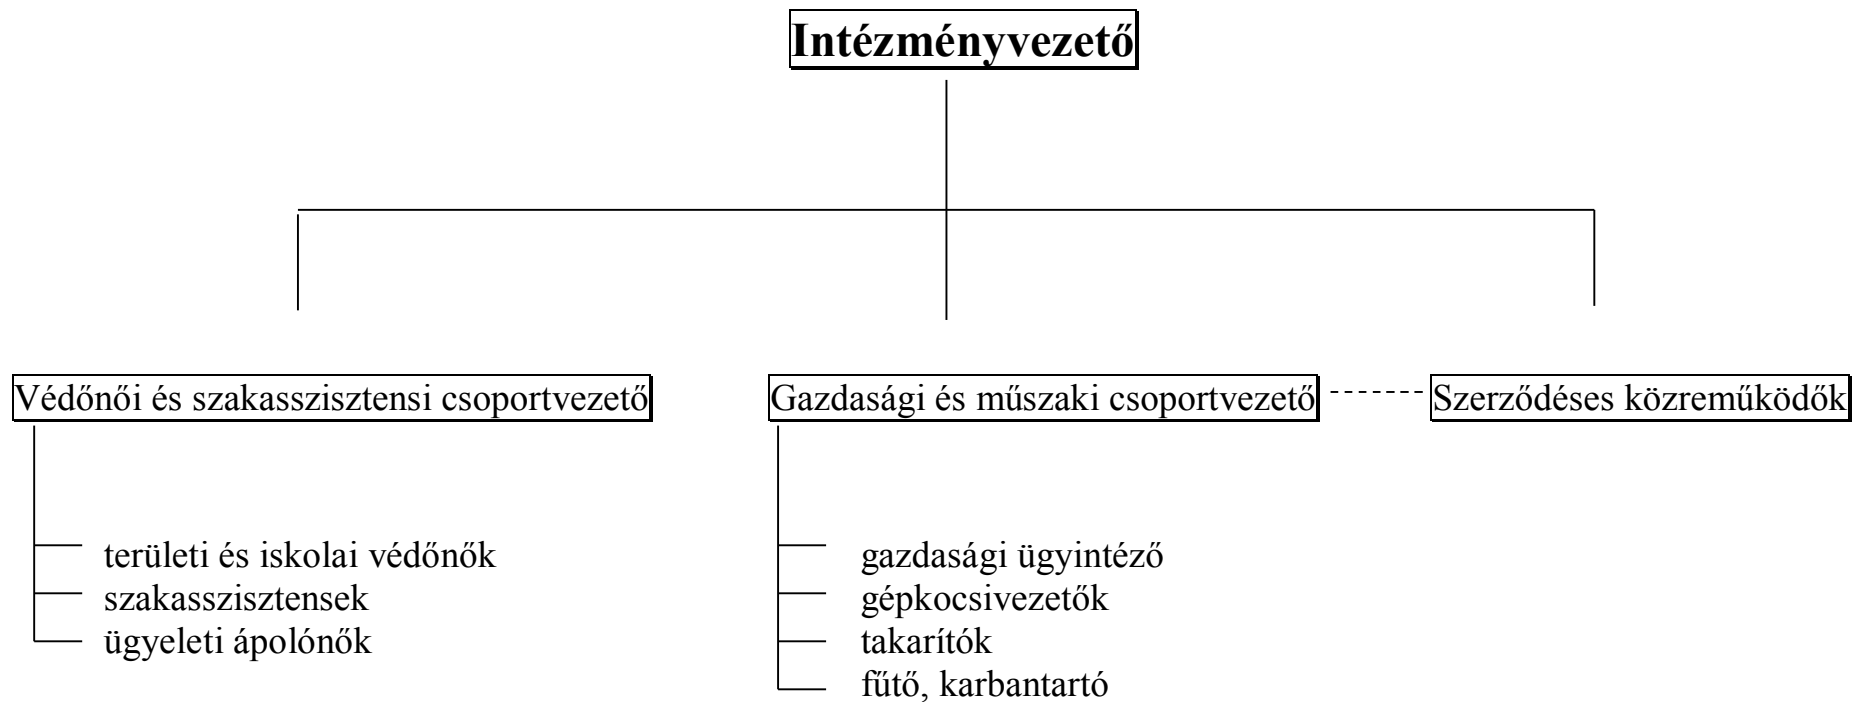 Intézményvezető
Védőnői és szakasszisztensi csoportvezető
Gazdasági és műszaki csoportvezető
Szerződéses közreműködők
területi és iskolai védőnők
szakasszisztensek
ügyeleti ápolónők
gazdasági ügyintéző
gépkocsivezetők
takarítók
fűtő, karbantartó